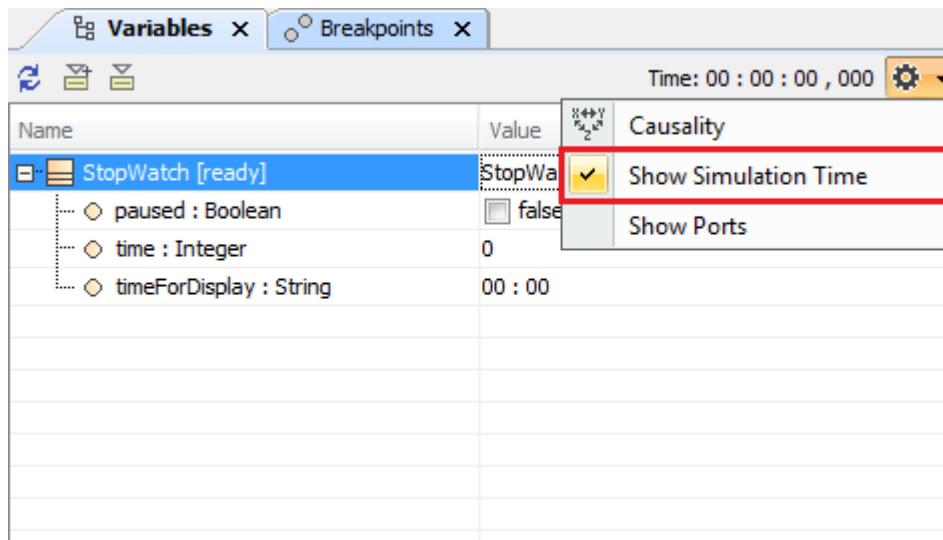 Variables X Breakpoints X
Time: 00 : 00 : 00 , 000
Name Value
Causality
StopWatch [ready] StopWa
Show Simulation Time
paused : Boolean false
Show Ports
time : Integer 0
timeForDisplay : String 00 : 00